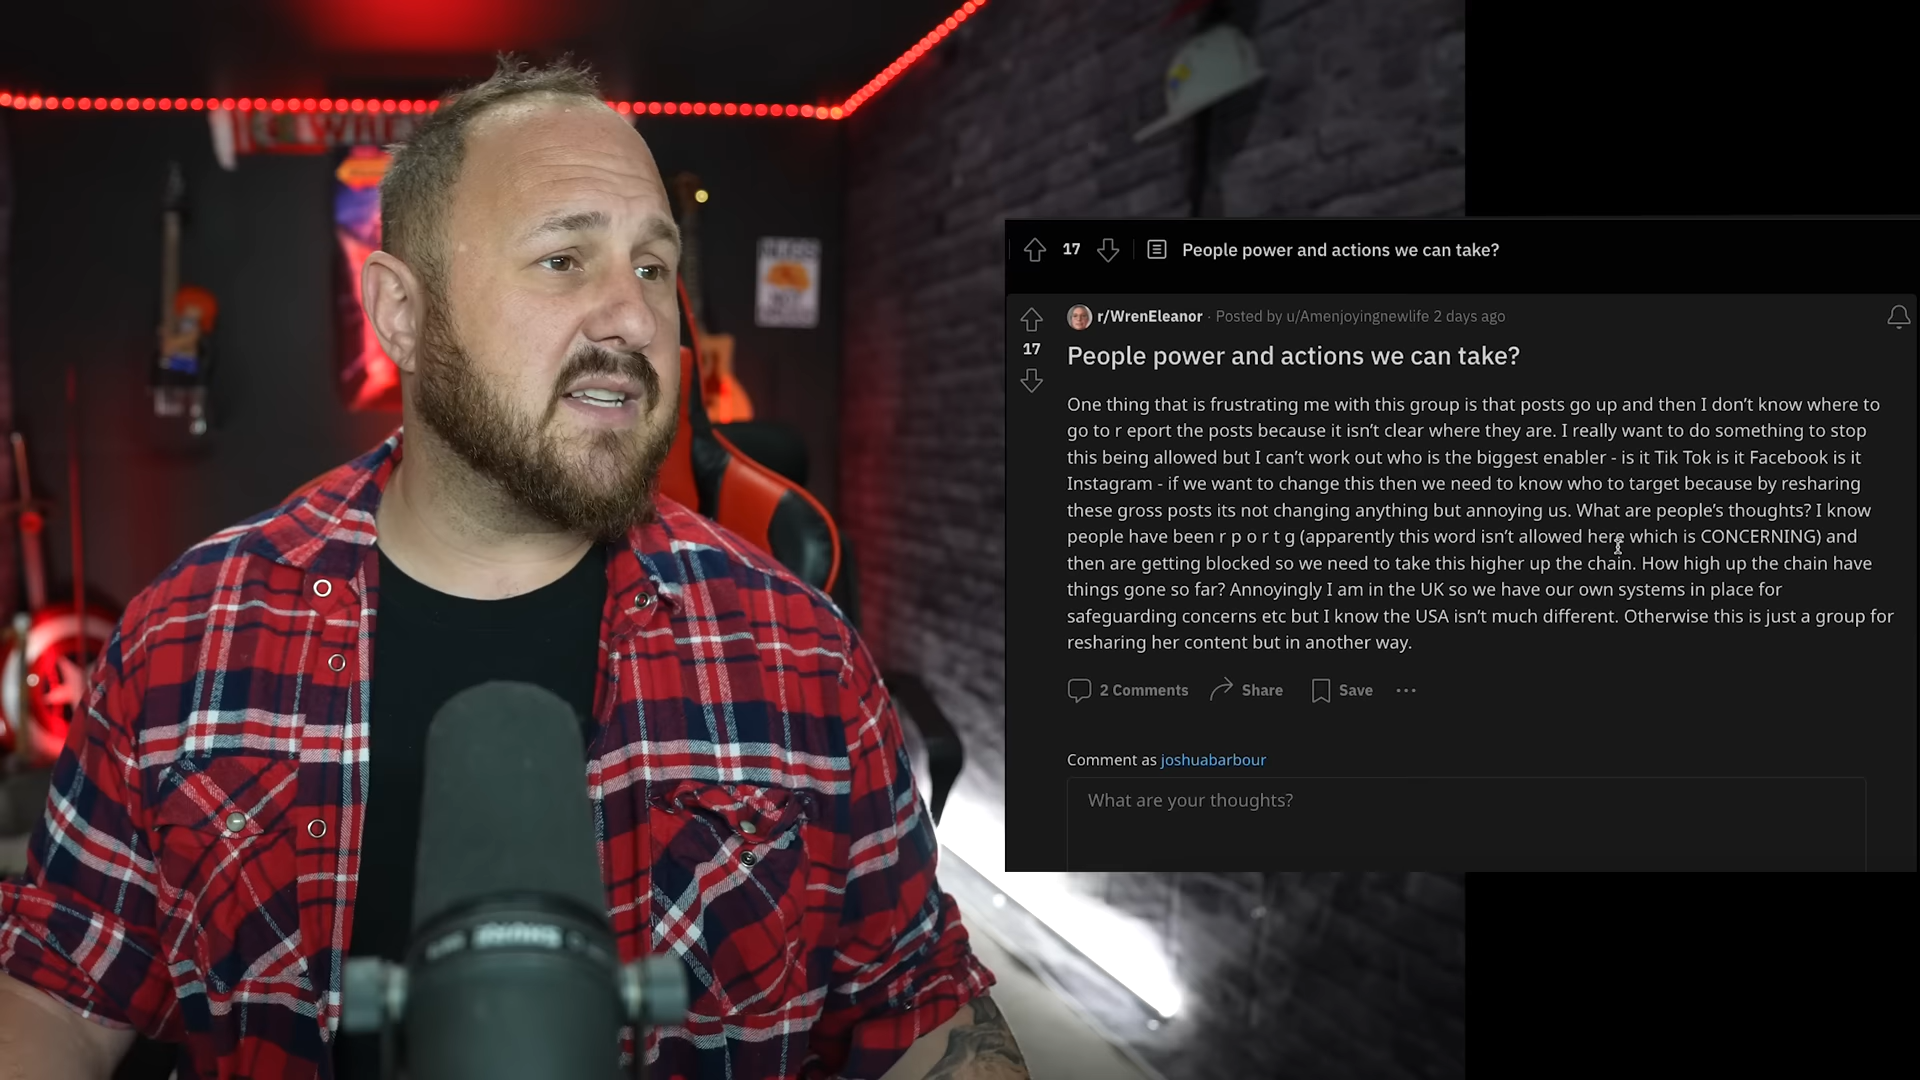 17 People power and actions we can take?
r/WrenEleanor · Posted by u/Amenjoyingnewlife 2 days ago
17
People power and actions we can take?
One thing that is frustrating me with this group is that posts go up and then I don't know where to
go to r eport the posts because it isn't clear where they are. I really want to do something to stop
this being allowed but I can't work out who is the biggest enabler - is it Tik Tok is it Facebook is it
Instagram - if we want to change this then we need to know who to target because by resharing
these gross posts its not changing anything but annoying us. What are people's thoughts? I know
people have been r p o r t g (apparently this word isn't allowed here which is CONCERNING) and
then are getting blocked so we need to take this higher up the chain. How high up the chain have
things gone so far? Annoyingly I am in the UK so we have our own systems in place for
safeguarding concerns etc but I know the USA isn't much different. Otherwise this is just a group for
resharing her content but in another way.
2 Comments Share Save ···
Comment as joshuabarbour
What are your thoughts?